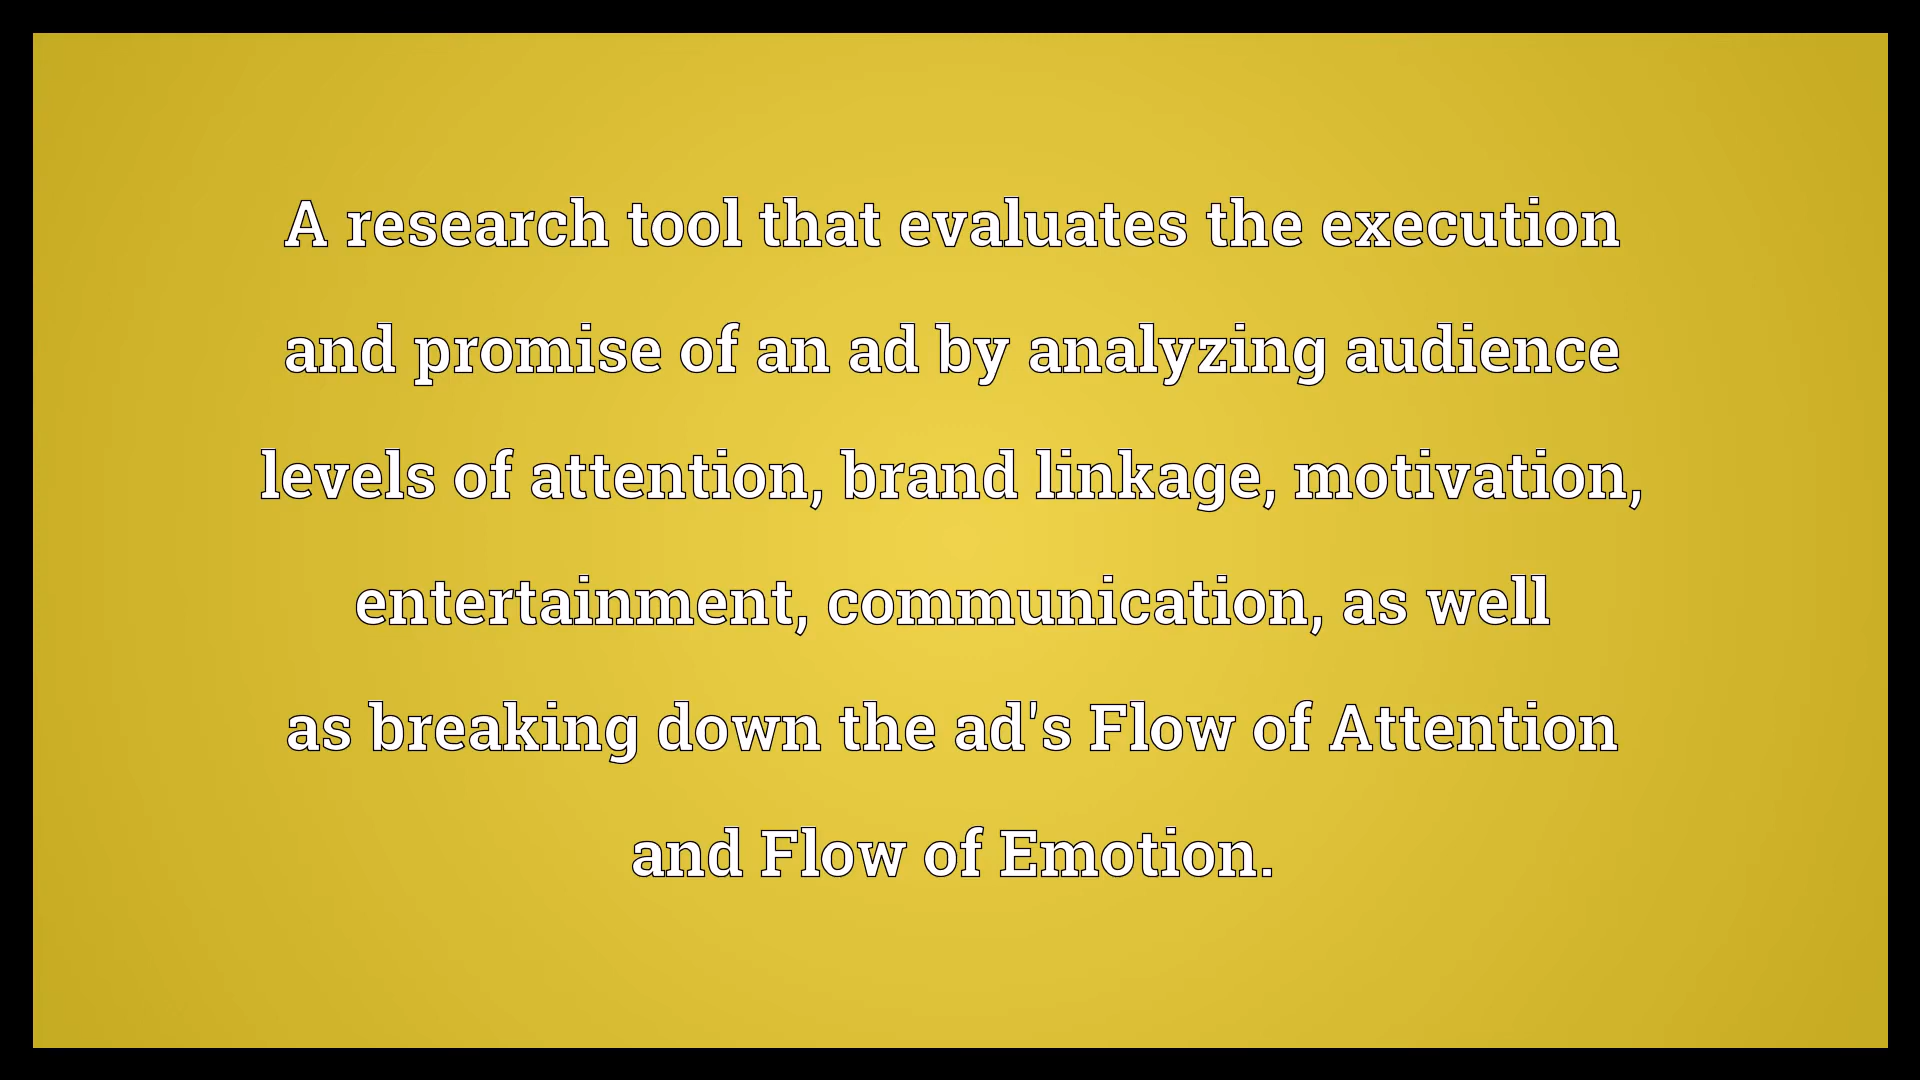 A research tool that evaluates the execution
and promise of an ad by analyzing audience
levels of attention, brand linkage, motivation,
entertainment, communication, as well
as breaking down the ad's Flow of Attention
and Flow of Emotion.